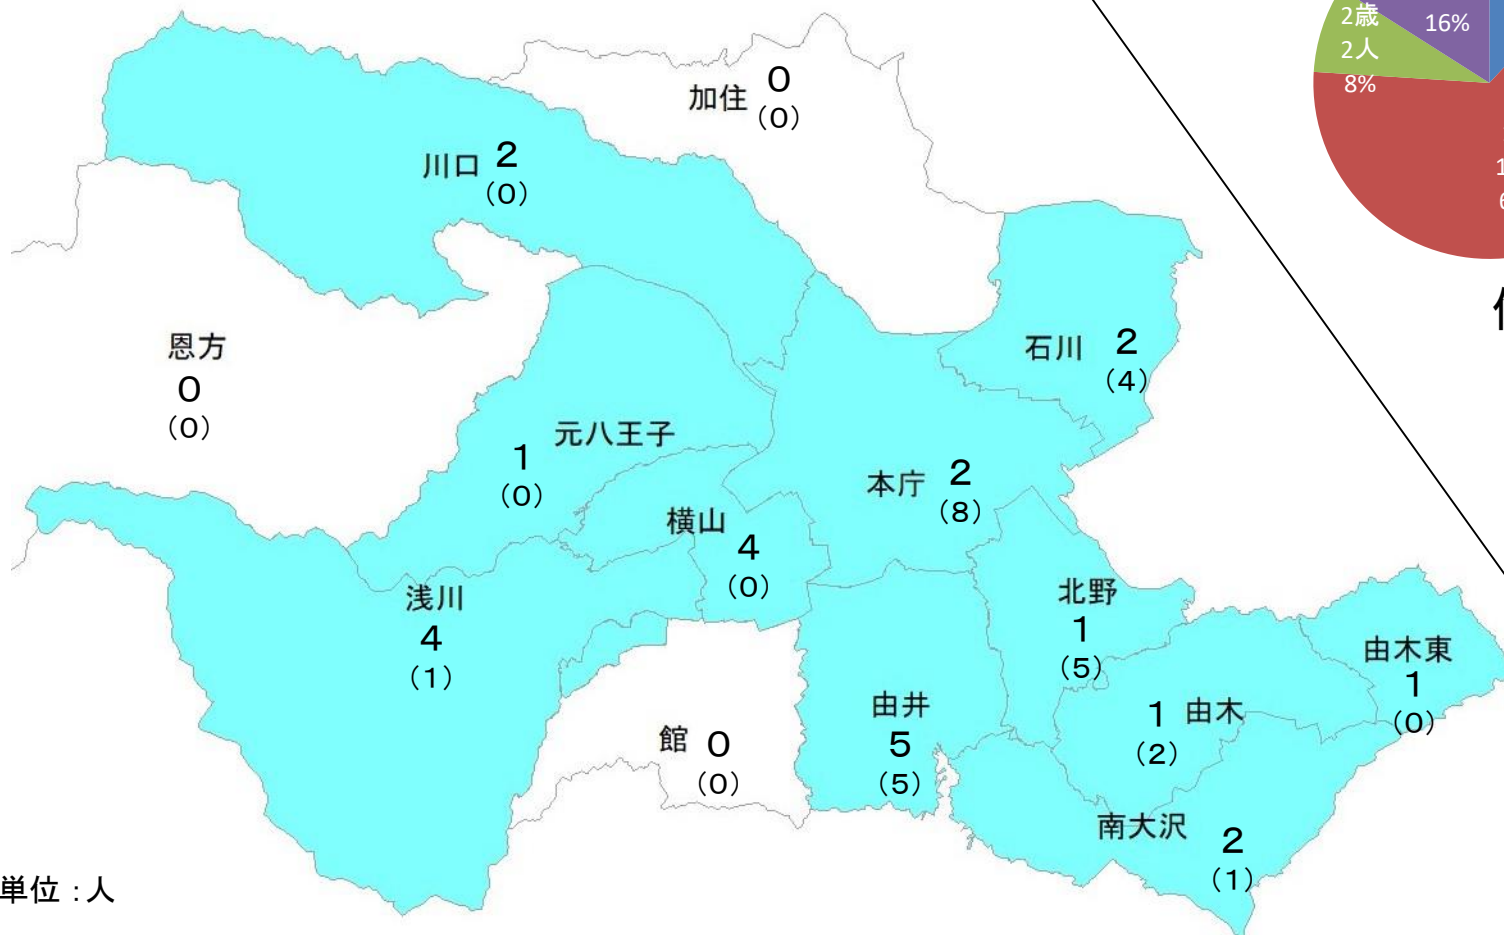 2歳
2人
8%
16%
加住 0
(0)
川口 2
(0)
恩方
0
(0)
石川 2
(4)
元八王子
1
(0)
本庁 2
(8)
横山
4
(0)
浅川
4
(1)
北野
1
(5)
由木東
1
(0)
由井
5
(5)
1 由木
(2)
館 0
(0)
南大沢 2
(1)
単位:人